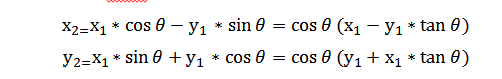 x₂=x₁ * cos θ − y₁ * sin θ = cos θ (x₁ − y₁ * tan θ)
y₂=x₁ * sin θ + y₁ * cos θ = cos θ (y₁ + x₁ * tan θ)